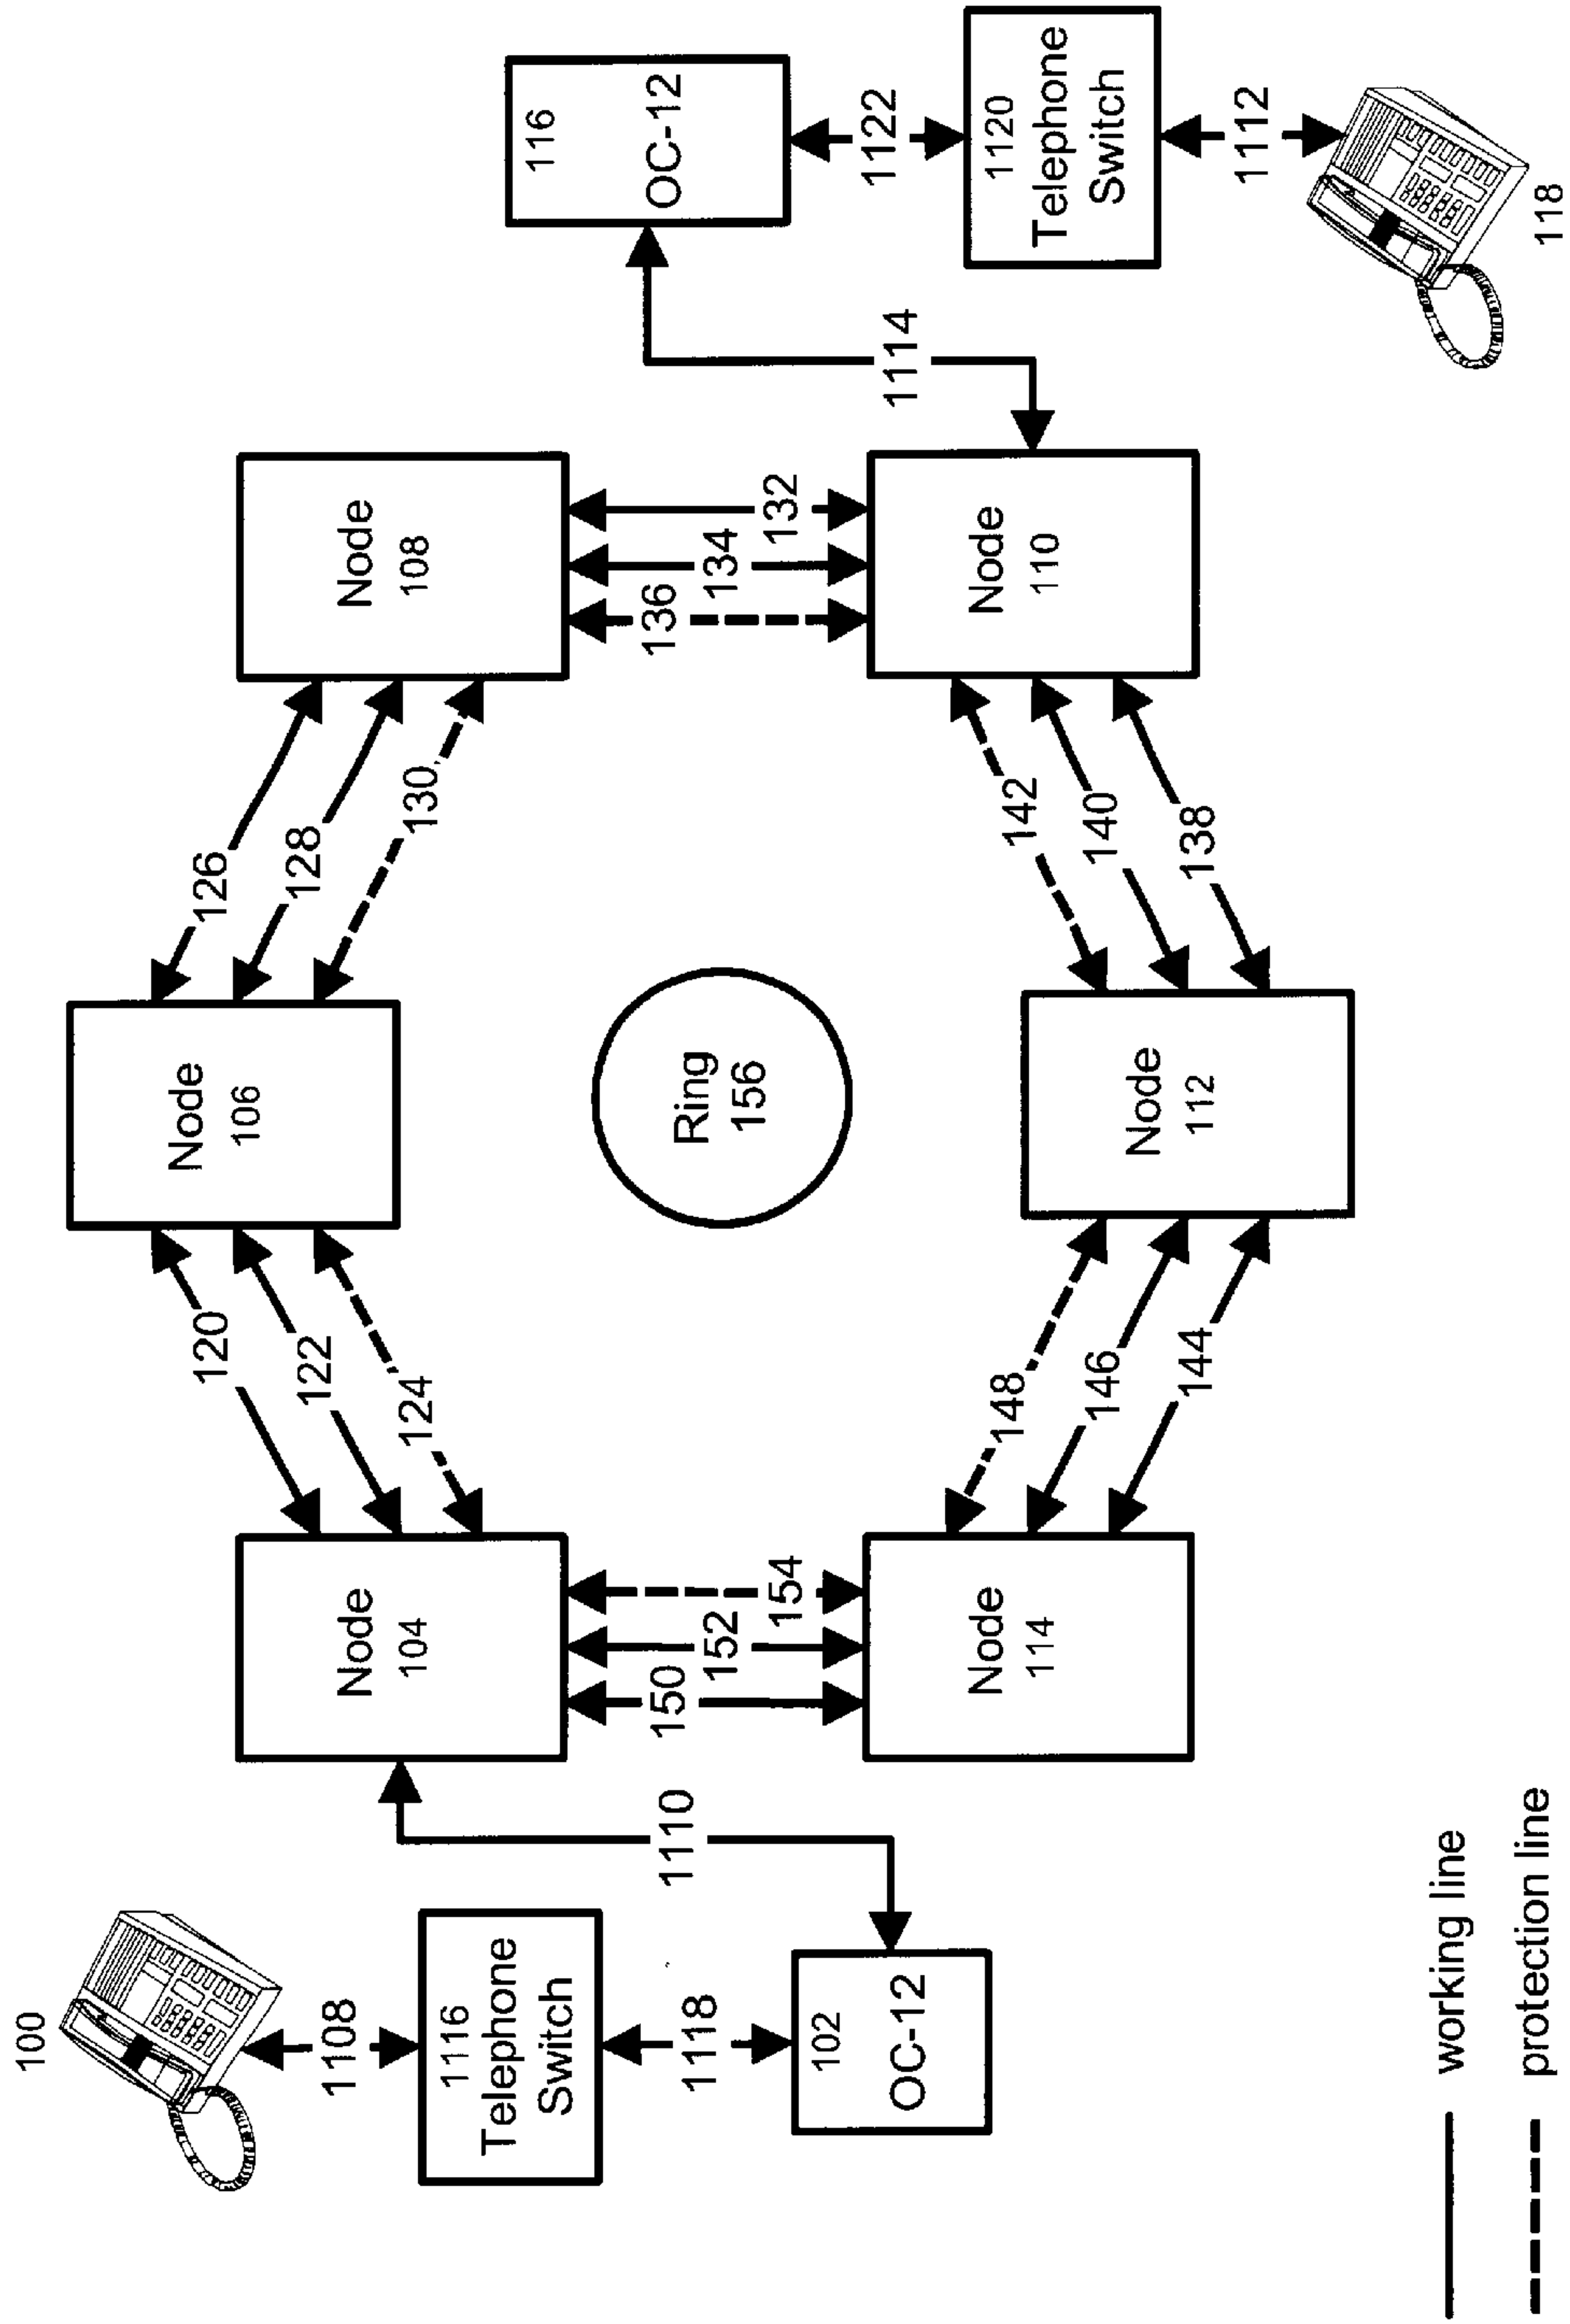 100
1108
1116
Telephone
Switch
1118
102
OC-12
1110
Node
104
120
122
124
Node
106
126
128
130
Node
108
150
152
154
Ring
156
136
134
132
Node
114
148
146
144
Node
112
142
140
138
Node
110
1114
116
OC-12
1122
1120
Telephone
Switch
1112
118
working line
protection line